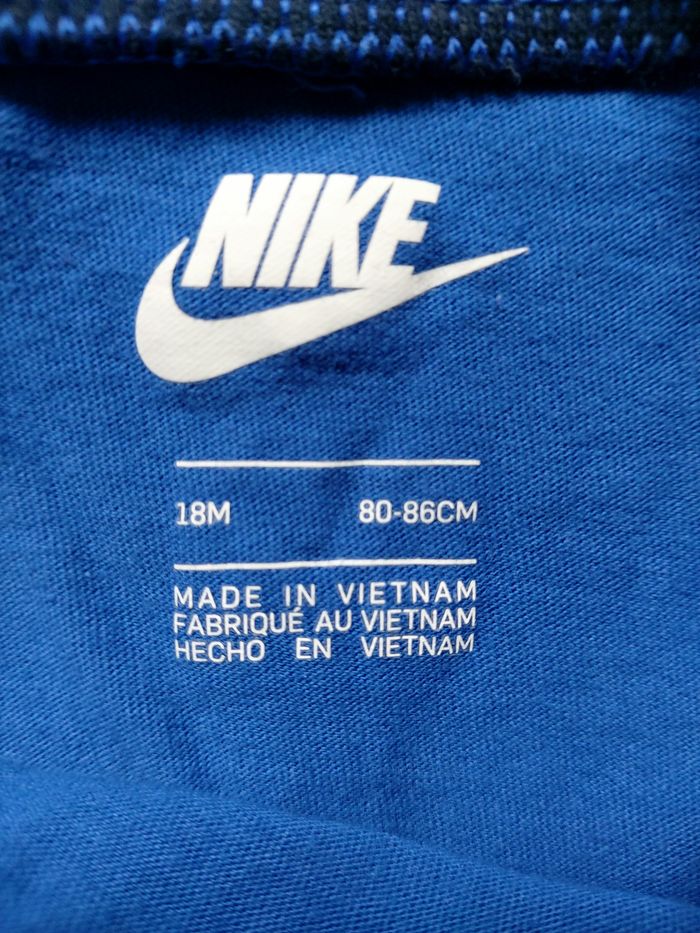 NIKE
18M 80-86CM
MADE IN VIETNAM
FABRIQUÉ AU VIETNAM
HECHO EN VIETNAM